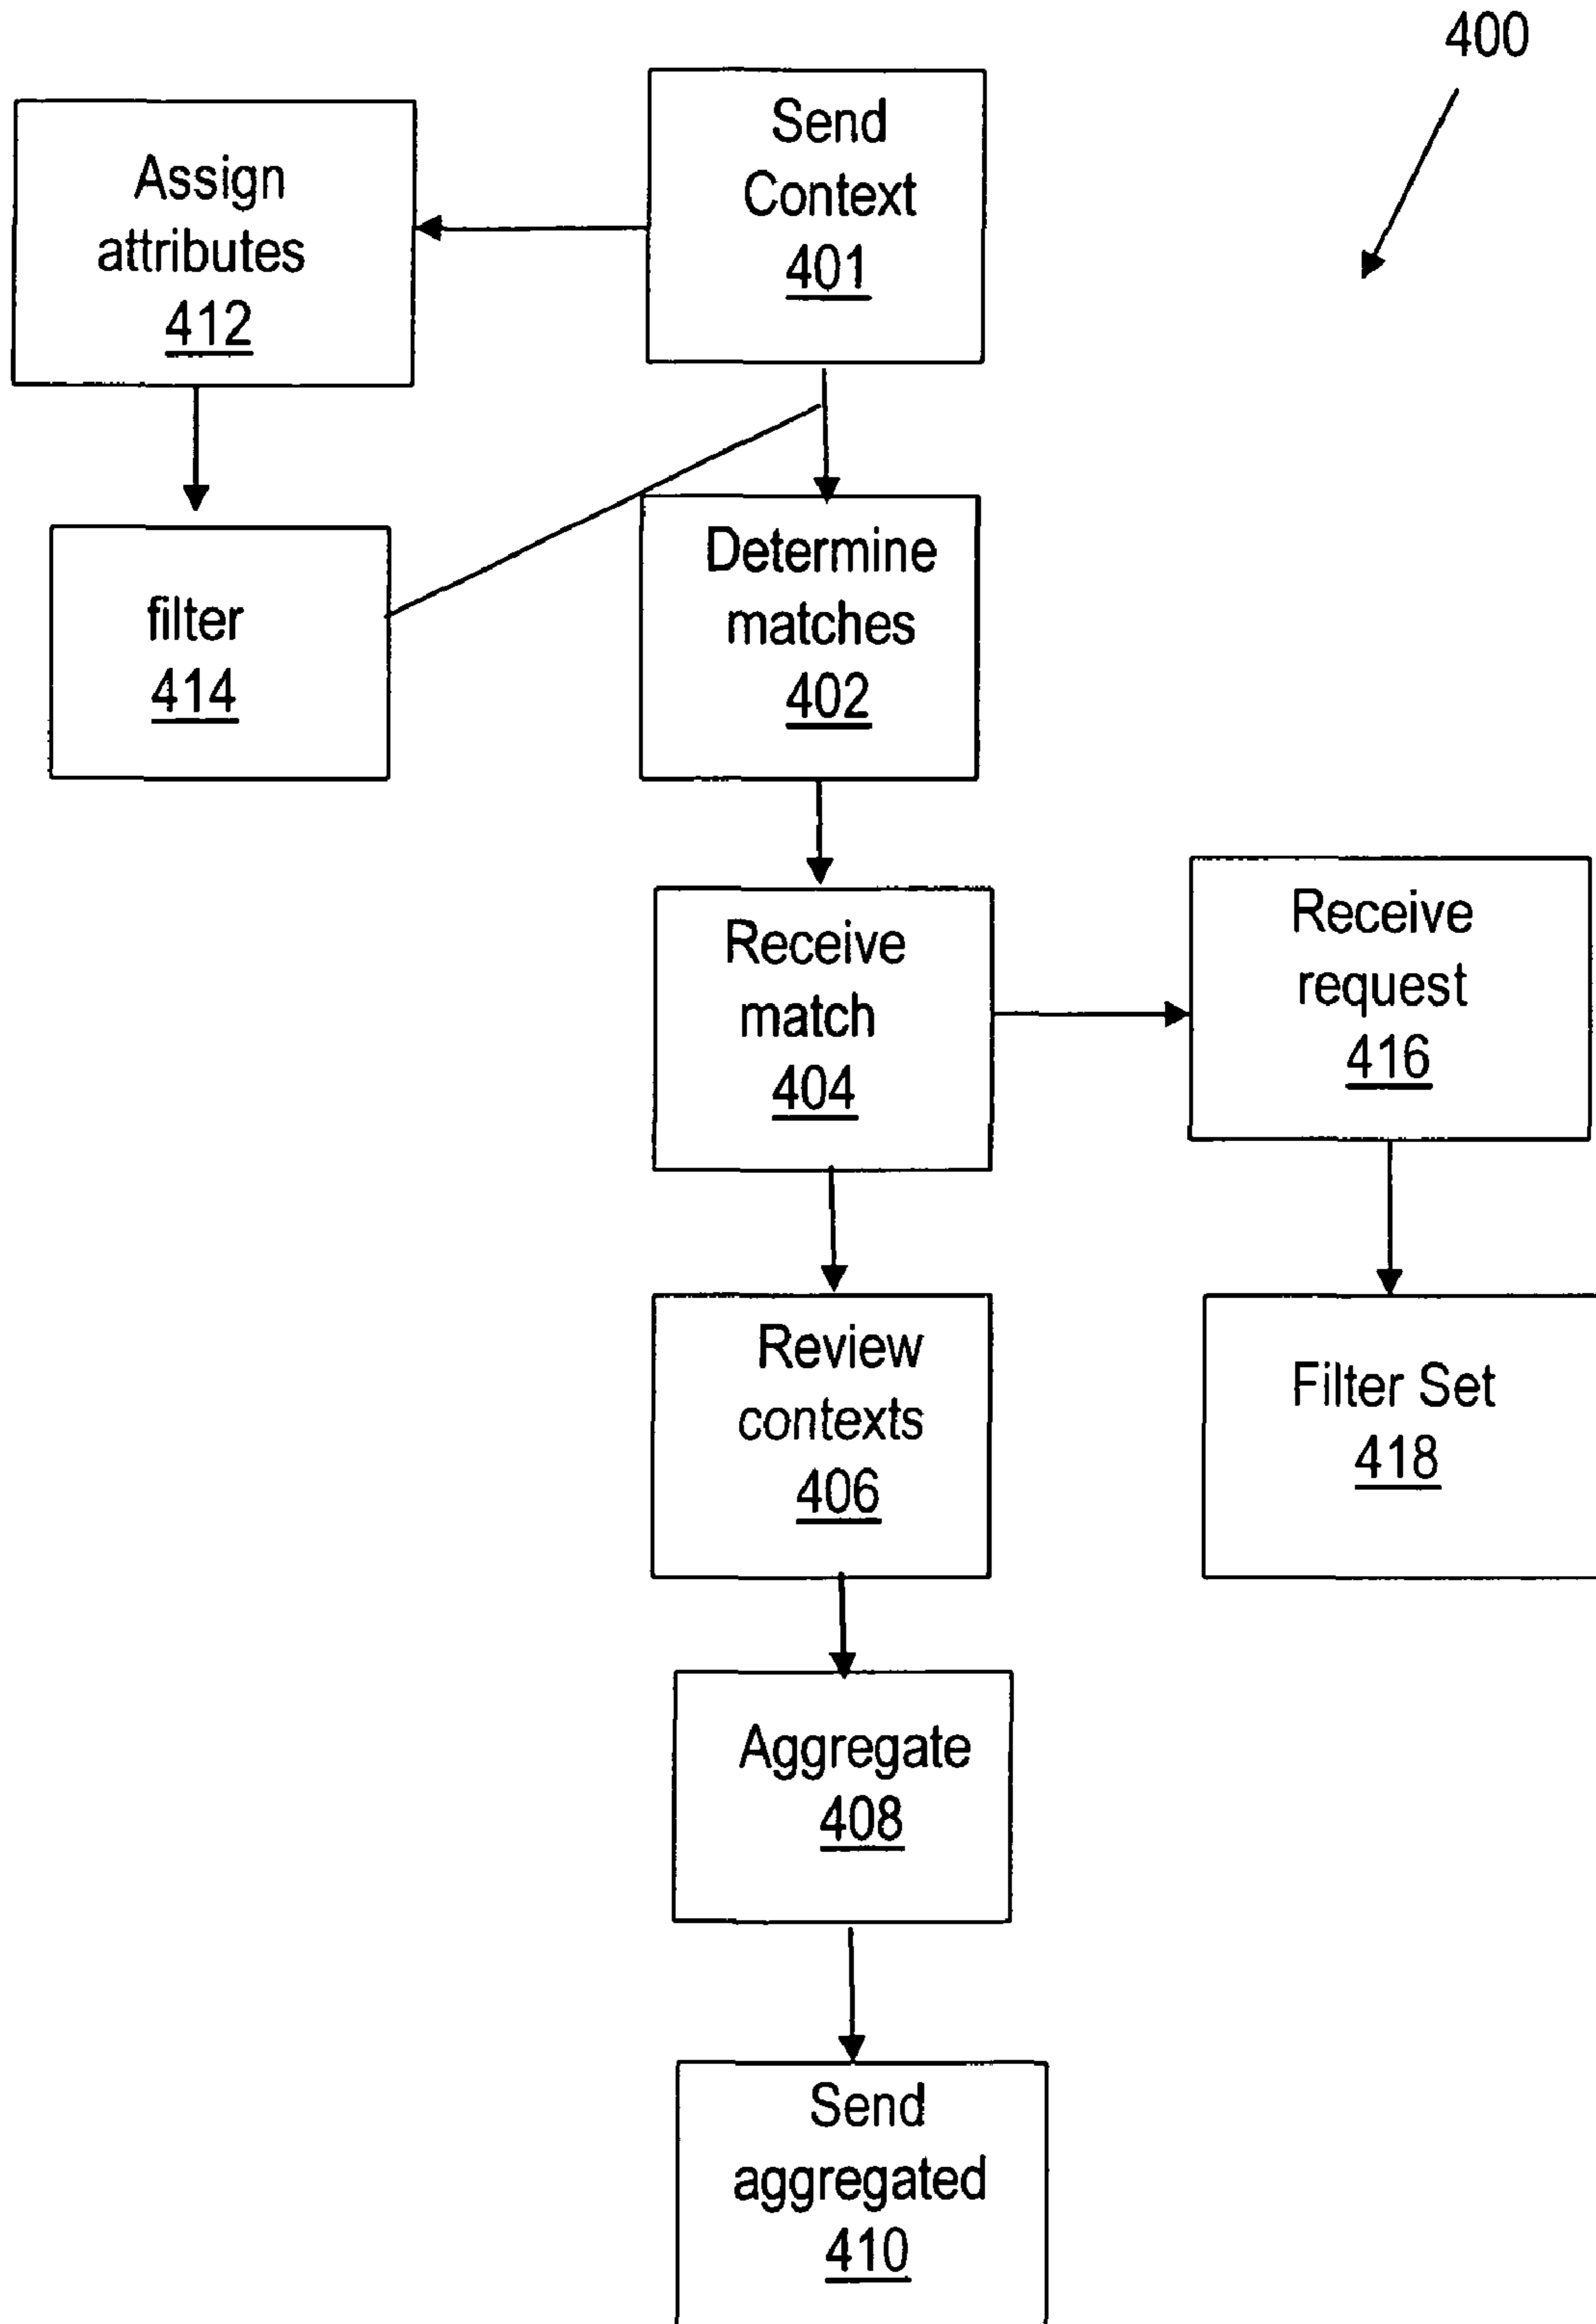 400
Send
Context
401
Assign
attributes
412
filter
414
Determine
matches
402
Receive
match
404
Receive
request
416
Review
contexts
406
Filter Set
418
Aggregate
408
Send
aggregated
410